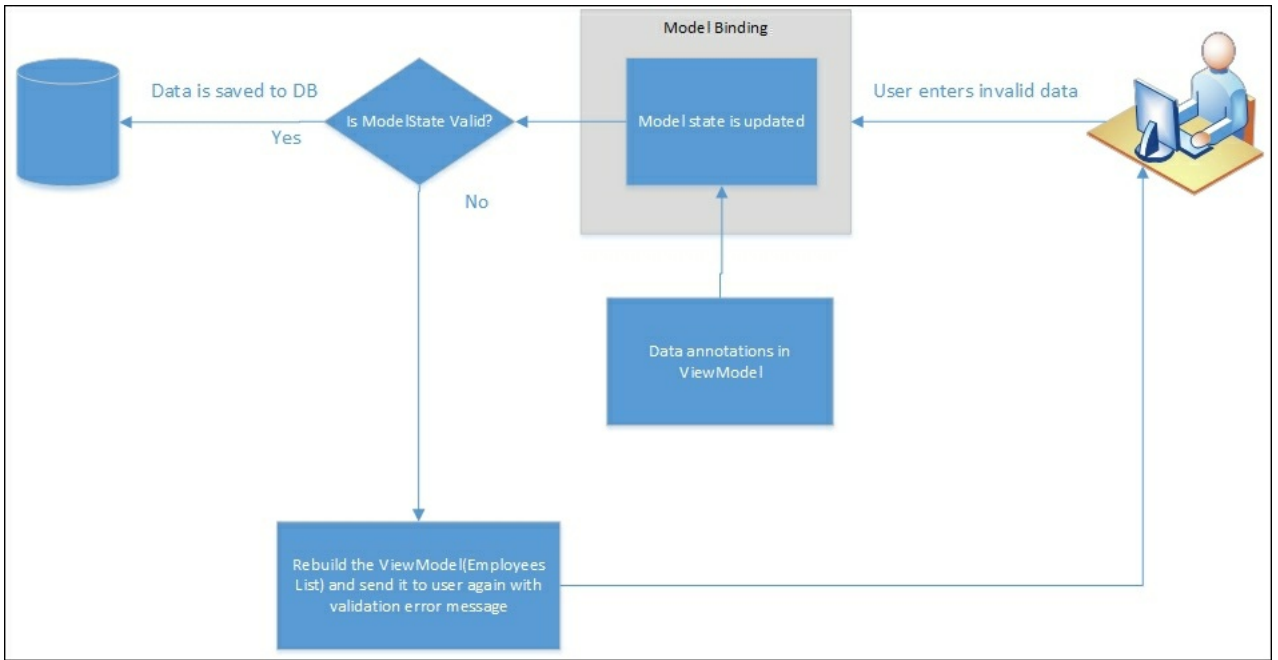 Model Binding
Data is saved to DB
Yes
Is ModelState Valid?
Model state is updated
User enters invalid data
No
Data annotations in
ViewModel
Rebuild the ViewModel(Employees
List) and send it to user again with
validation error message